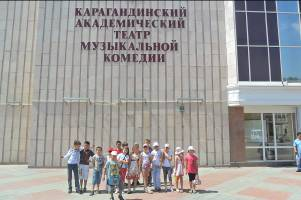 КАРАГАНДИНСКИЙ
АКАДЕМИЧЕСКИЙ
ТЕАТР
МУЗЫКАЛЬНОЙ
КОМЕДИИ